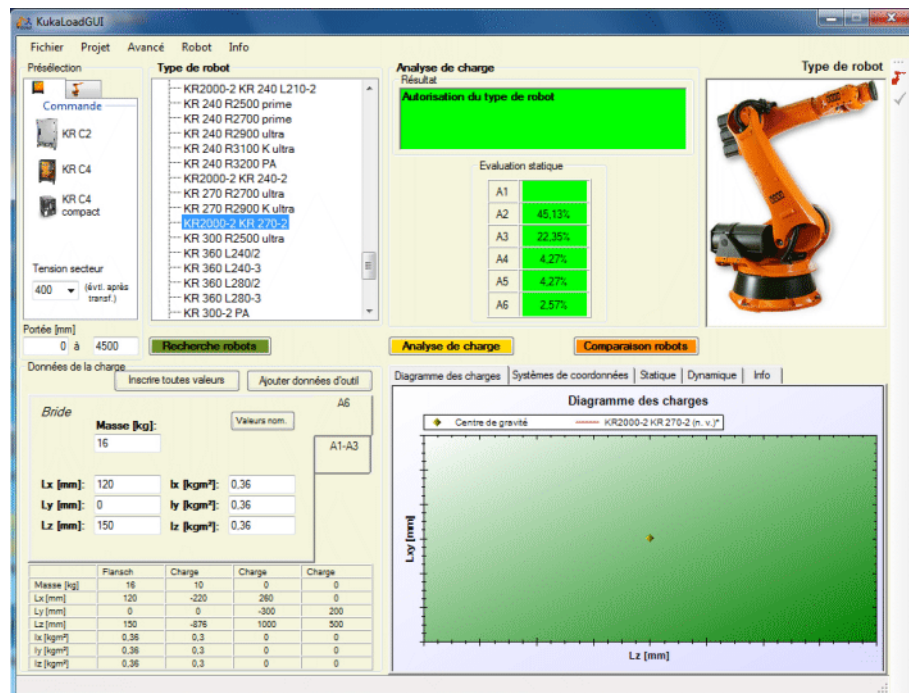 KukaLoadGUI
Fichier Projet Avancé Robot Info
Présélection
Commande
KR C2
KR C4
KR C4
compact
Tension secteur
400 (évtl. après
transf.)
Portée [mm]
0 à 4500
Type de robot
KR2000-2 KR 240 L210-2
KR 240 R2500 prime
KR 240 R2700 prime
KR 240 R2900 ultra
KR 240 R3100 K ultra
KR 240 R3200 PA
KR2000-2 KR 240-2
KR 270 R2700 ultra
KR 270 R2900 K ultra
KR2000-2 KR 270-2
KR 300 R2500 ultra
KR 360 L240/2
KR 360 L240-3
KR 360 L280/2
KR 360 L280-3
KR 300-2 PA
Recherche robots
Analyse de charge
Résultat
Autorisation du type de robot
Evaluation statique
A1
A2 45,13%
A3 22,35%
A4 4,27%
A5 4,27%
A6 2,57%
Analyse de charge
Comparaison robots
Type de robot
Données de la charge
Inscrire toutes valeurs Ajouter données d'outil
Bride
Masse [kg]:
16
Valeurs nom.
A6
A1-A3
Lx [mm]: 120 Ix [kgm²]: 0,36
Ly [mm]: 0 Iy [kgm²]: 0,36
Lz [mm]: 150 Iz [kgm²]: 0,36
Flansch Charge Charge Charge
Masse [kg] 16 10 0 0
Lx [mm] 120 -220 260 0
Ly [mm] 0 0 -300 200
Lz [mm] 150 -876 1000 500
Ix [kgm²] 0,36 0,3 0 0
Iy [kgm²] 0,36 0,3 0 0
Iz [kgm²] 0,36 0,3 0 0
Diagramme des charges Systèmes de coordonnées Statique Dynamique Info
Diagramme des charges
Centre de gravité KR2000-2 KR 270-2 (n. v.)*
Lxy [mm]
Lz [mm]